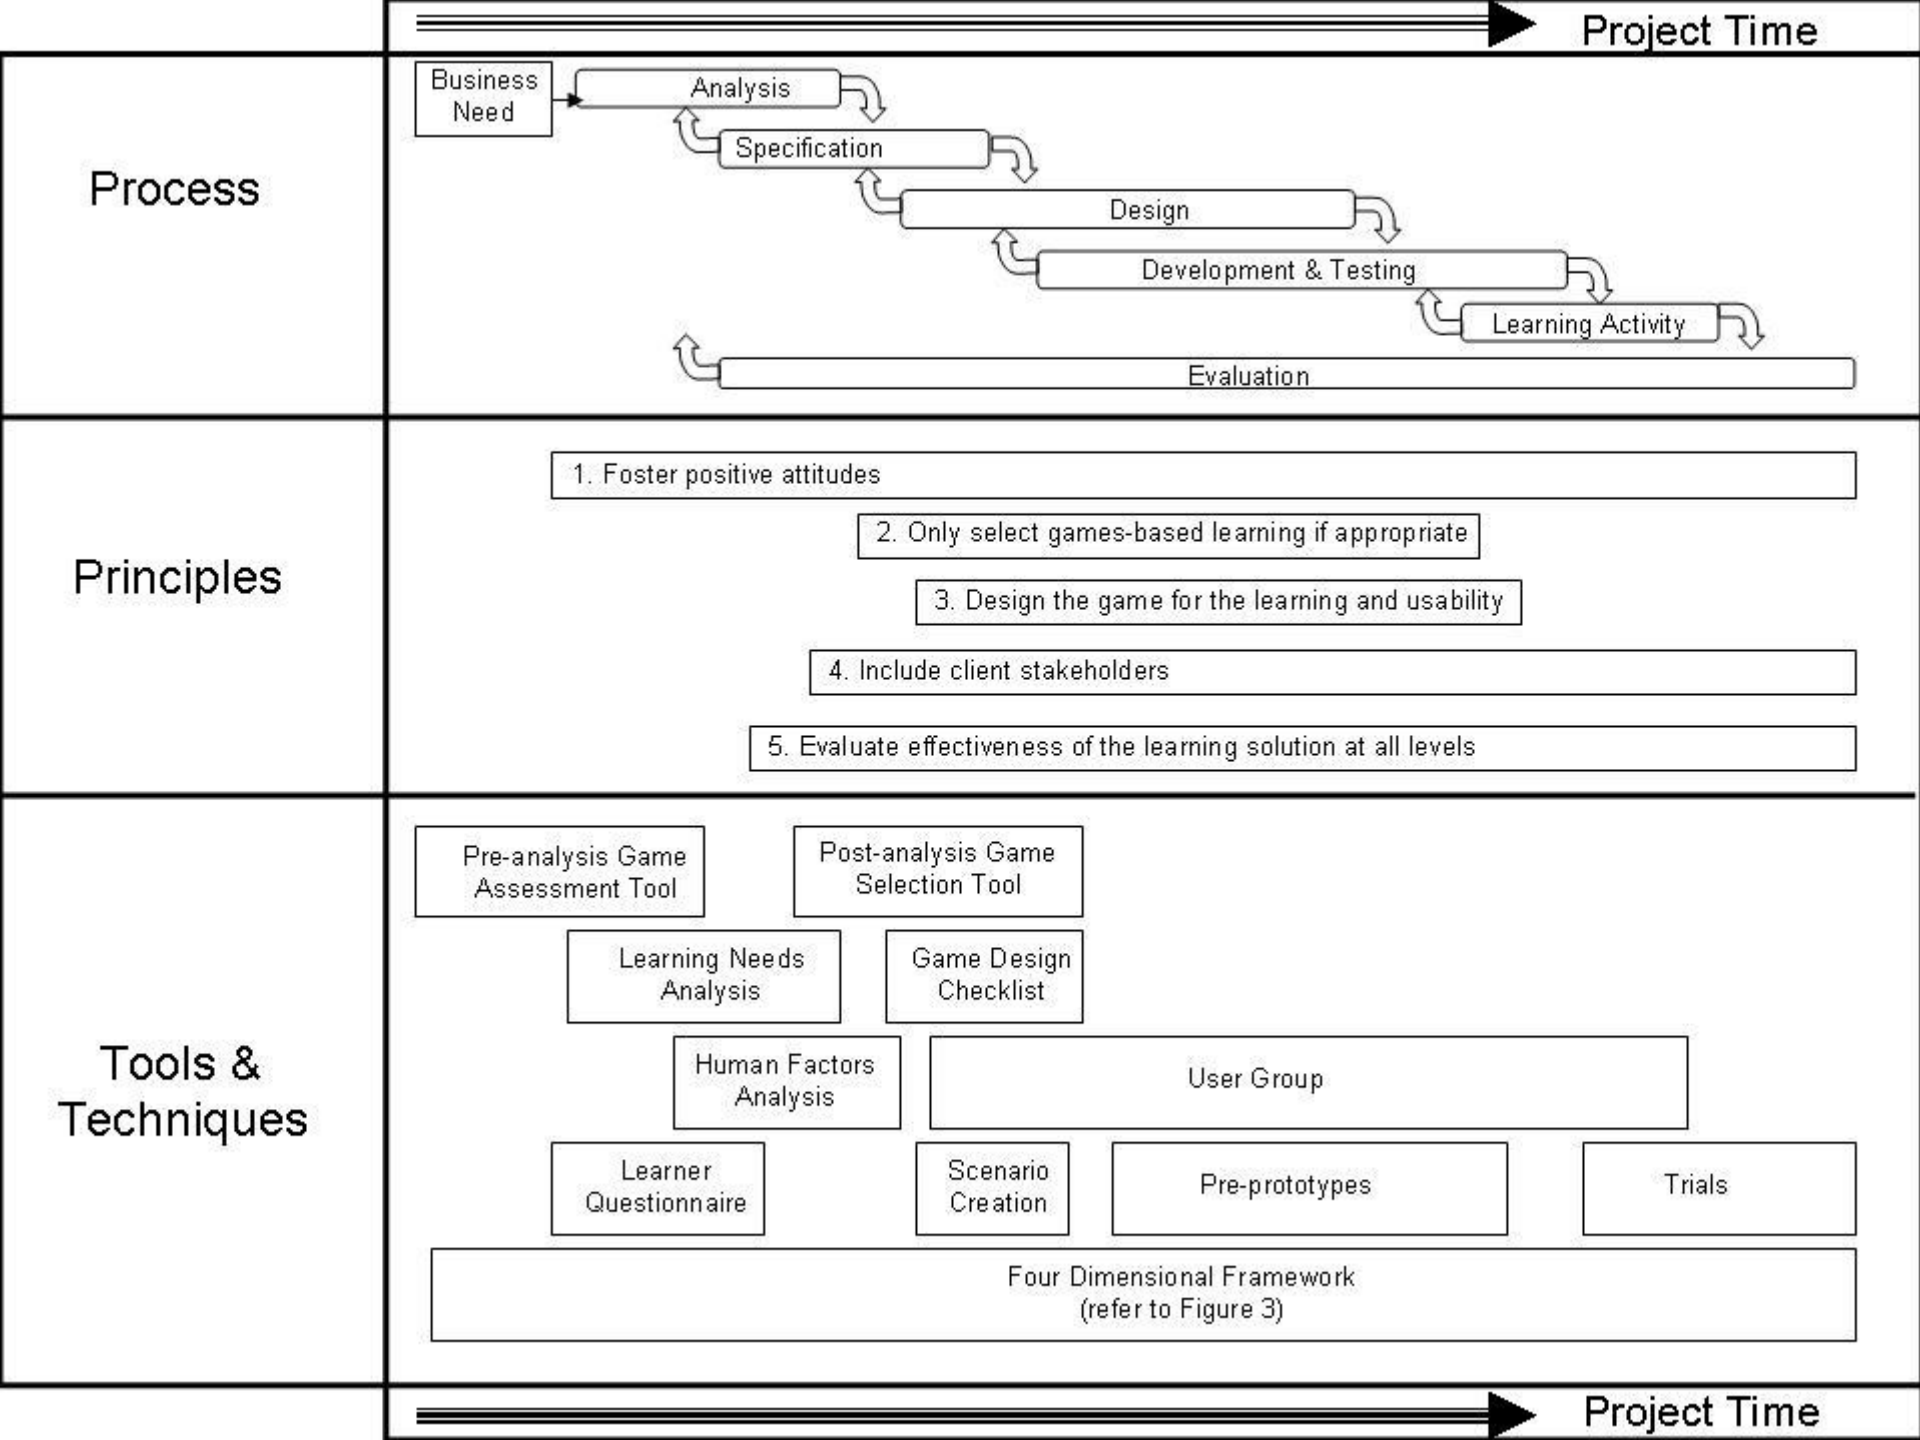 Project Time
Business
Need
Analysis
Specification
Design
Development & Testing
Learning Activity
Evaluation
Process
1. Foster positive attitudes
2. Only select games-based learning if appropriate
3. Design the game for the learning and usability
4. Include client stakeholders
5. Evaluate effectiveness of the learning solution at all levels
Principles
Pre-analysis Game
Assessment Tool
Post-analysis Game
Selection Tool
Learning Needs
Analysis
Game Design
Checklist
Human Factors
Analysis
User Group
Learner
Questionnaire
Scenario
Creation
Pre-prototypes
Trials
Four Dimensional Framework
(refer to Figure 3)
Tools &
Techniques
Project Time